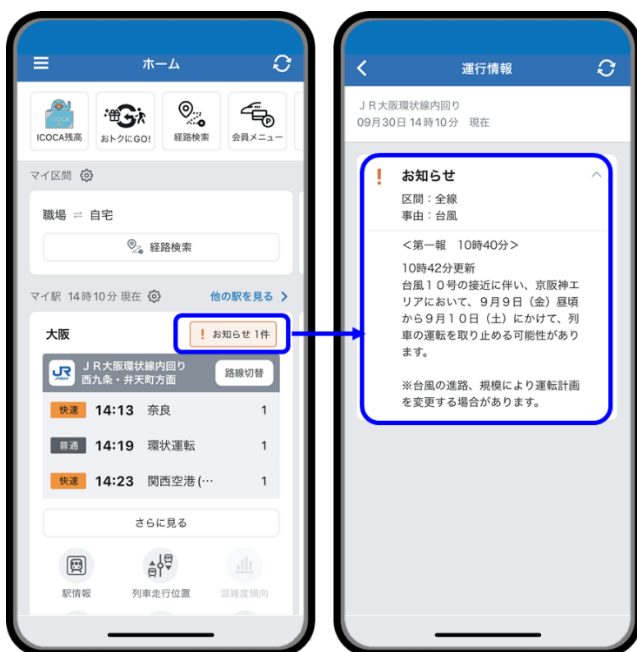 ホーム
ICOCA残高
おトクにGO!
経路検索
会員メニュー
マイ区間
職場 ⇌ 自宅
経路検索
マイ駅 14時10分 現在
他の駅を見る
大阪
! お知らせ 1件
JR
ＪＲ大阪環状線内回り
西九条・弁天町方面
路線切替
快速 14:13 奈良 1
普通 14:19 環状運転 1
快速 14:23 関西空港(… 1
さらに見る
駅情報
列車走行位置
混雑度傾向
運行情報
ＪＲ大阪環状線内回り
09月30日 14時10分 現在
! お知らせ
区間：全線
事由：台風
＜第一報 10時40分＞
10時42分更新
台風１０号の接近に伴い、京阪神エ
リアにおいて、９月９日（金）昼頃
から９月１０日（土）にかけて、列
車の運転を取り止める可能性があり
ます。
※台風の進路、規模により運転計画
を変更する場合があります。